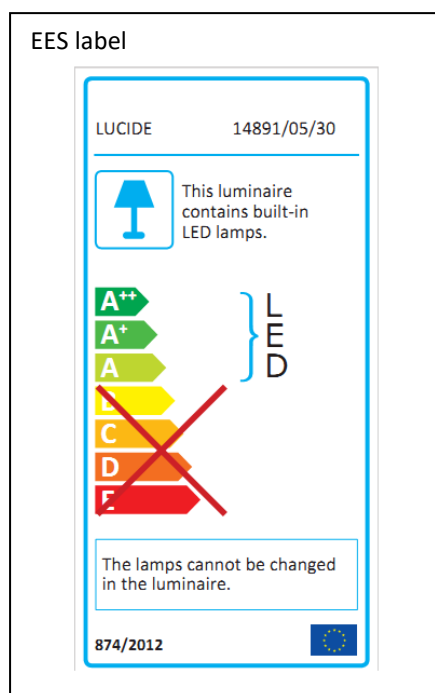 EES label
LUCIDE 14891/05/30
This luminaire
contains built-in
LED lamps.
A++
A+
A
B
C
D
E
L
E
D
The lamps cannot be changed
in the luminaire.
874/2012